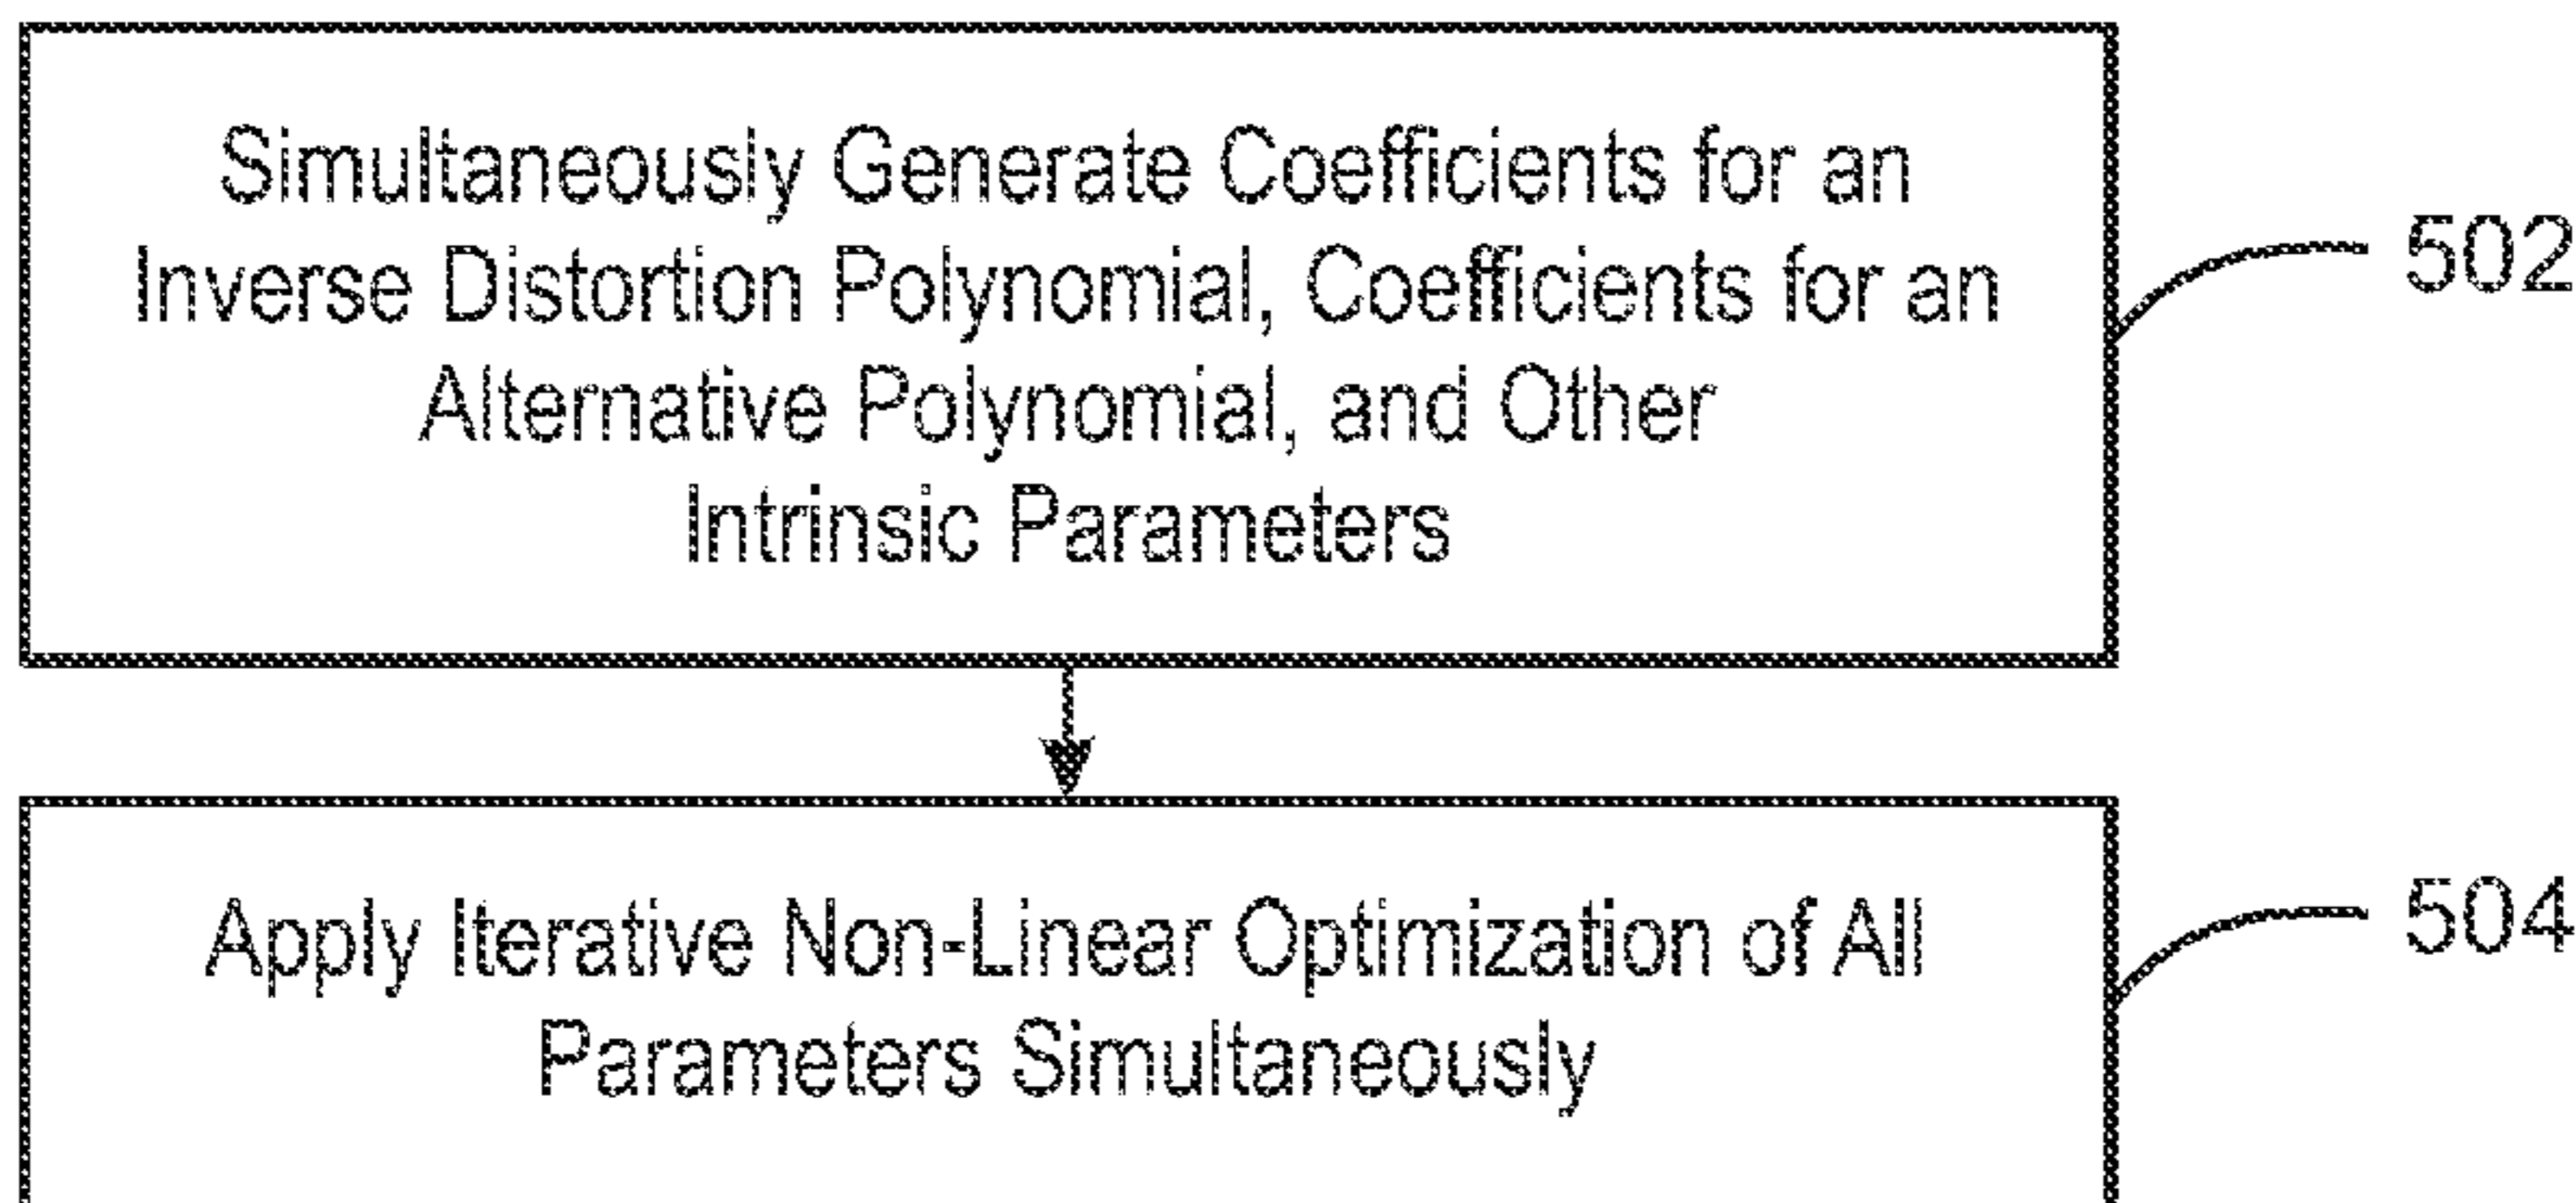 Simultaneously Generate Coefficients for an
Inverse Distortion Polynomial, Coefficients for an
Alternative Polynomial, and Other
Intrinsic Parameters
502
Apply Iterative Non-Linear Optimization of All
Parameters Simultaneously
504